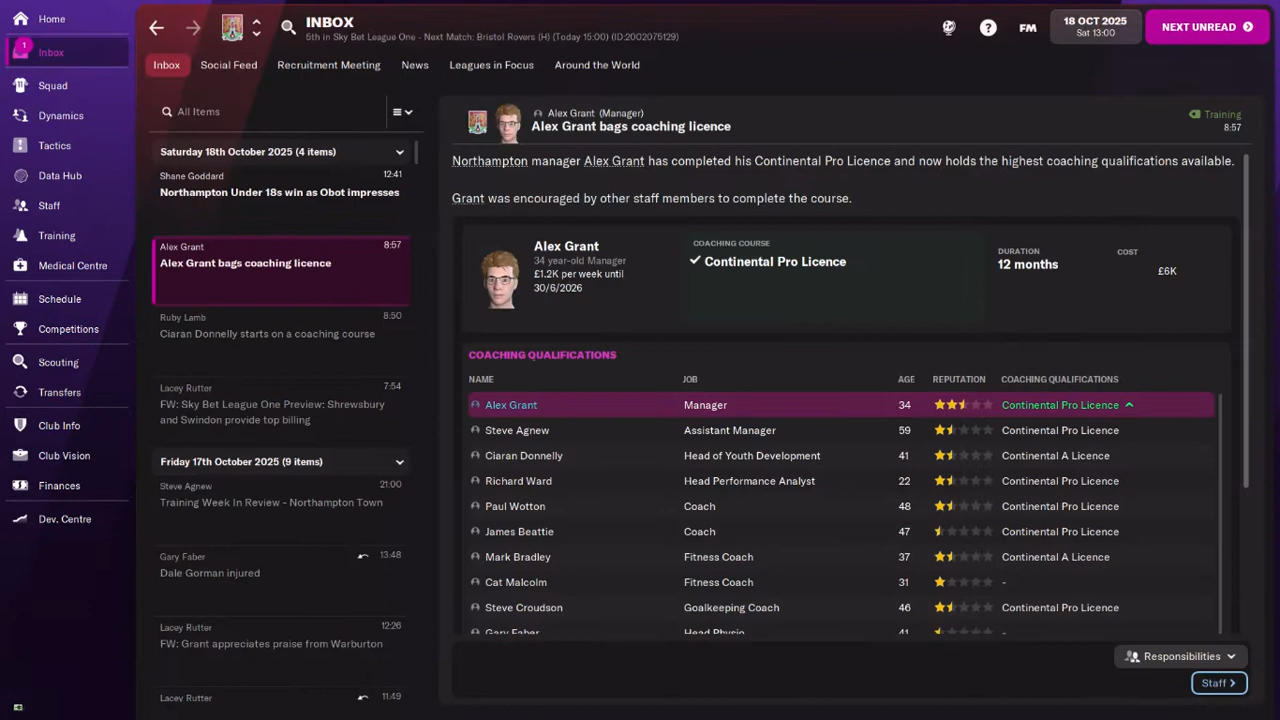 Home
1
Inbox
Squad
Dynamics
Tactics
Data Hub
Staff
Training
Medical Centre
Schedule
Competitions
Scouting
Transfers
Club Info
Club Vision
Finances
Dev. Centre
INBOX
5th in Sky Bet League One - Next Match: Bristol Rovers (H) (Today 15:00) (ID:2002075129)
?
FM
18 OCT 2025
Sat 13:00
NEXT UNREAD
Inbox Social Feed Recruitment Meeting News Leagues in Focus Around the World
All Items
Saturday 18th October 2025 (4 items)
Shane Goddard 12:41
Northampton Under 18s win as Obot impresses
Alex Grant 8:57
Alex Grant bags coaching licence
Ruby Lamb 8:50
Ciaran Donnelly starts on a coaching course
Lacey Rutter 7:54
FW: Sky Bet League One Preview: Shrewsbury
and Swindon provide top billing
Friday 17th October 2025 (9 items)
Steve Agnew 21:00
Training Week In Review - Northampton Town
Gary Faber 13:48
Dale Gorman injured
Lacey Rutter 12:26
FW: Grant appreciates praise from Warburton
Lacey Rutter 11:49
Alex Grant (Manager)
Alex Grant bags coaching licence
Training
8:57
Northampton manager Alex Grant has completed his Continental Pro Licence and now holds the highest coaching qualifications available.
Grant was encouraged by other staff members to complete the course.
Alex Grant
34 year-old Manager
£1.2K per week until
30/6/2026
COACHING COURSE
Continental Pro Licence
DURATION
12 months
COST
£6K
COACHING QUALIFICATIONS
NAME JOB AGE REPUTATION COACHING QUALIFICATIONS
Alex Grant Manager 34 Continental Pro Licence
Steve Agnew Assistant Manager 59 Continental Pro Licence
Ciaran Donnelly Head of Youth Development 41 Continental A Licence
Richard Ward Head Performance Analyst 22 Continental Pro Licence
Paul Wotton Coach 48 Continental Pro Licence
James Beattie Coach 47 Continental Pro Licence
Mark Bradley Fitness Coach 37 Continental A Licence
Cat Malcolm Fitness Coach 31 -
Steve Croudson Goalkeeping Coach 46 Continental Pro Licence
Gary Faber Head Physio 41 -
Responsibilities
Staff